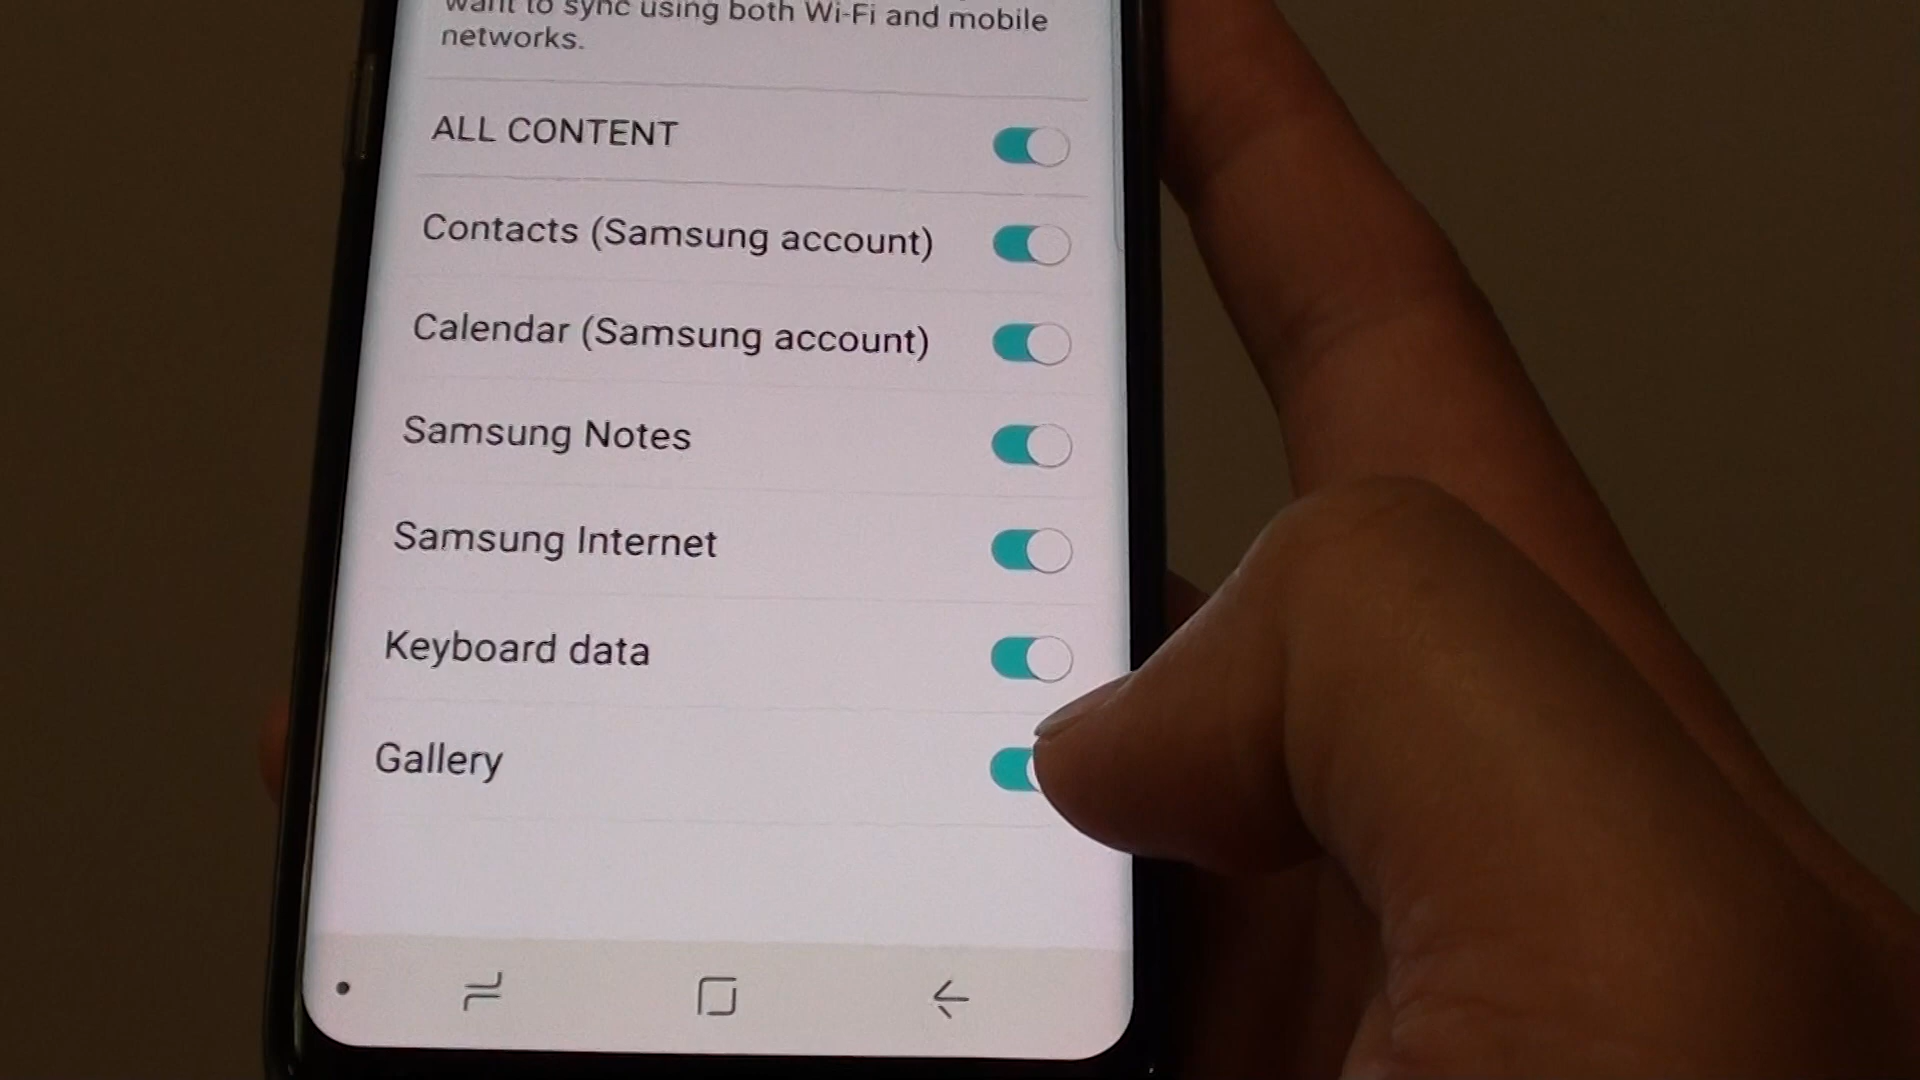 want to sync using both Wi-Fi and mobile
networks.
ALL CONTENT
Contacts (Samsung account)
Calendar (Samsung account)
Samsung Notes
Samsung Internet
Keyboard data
Gallery